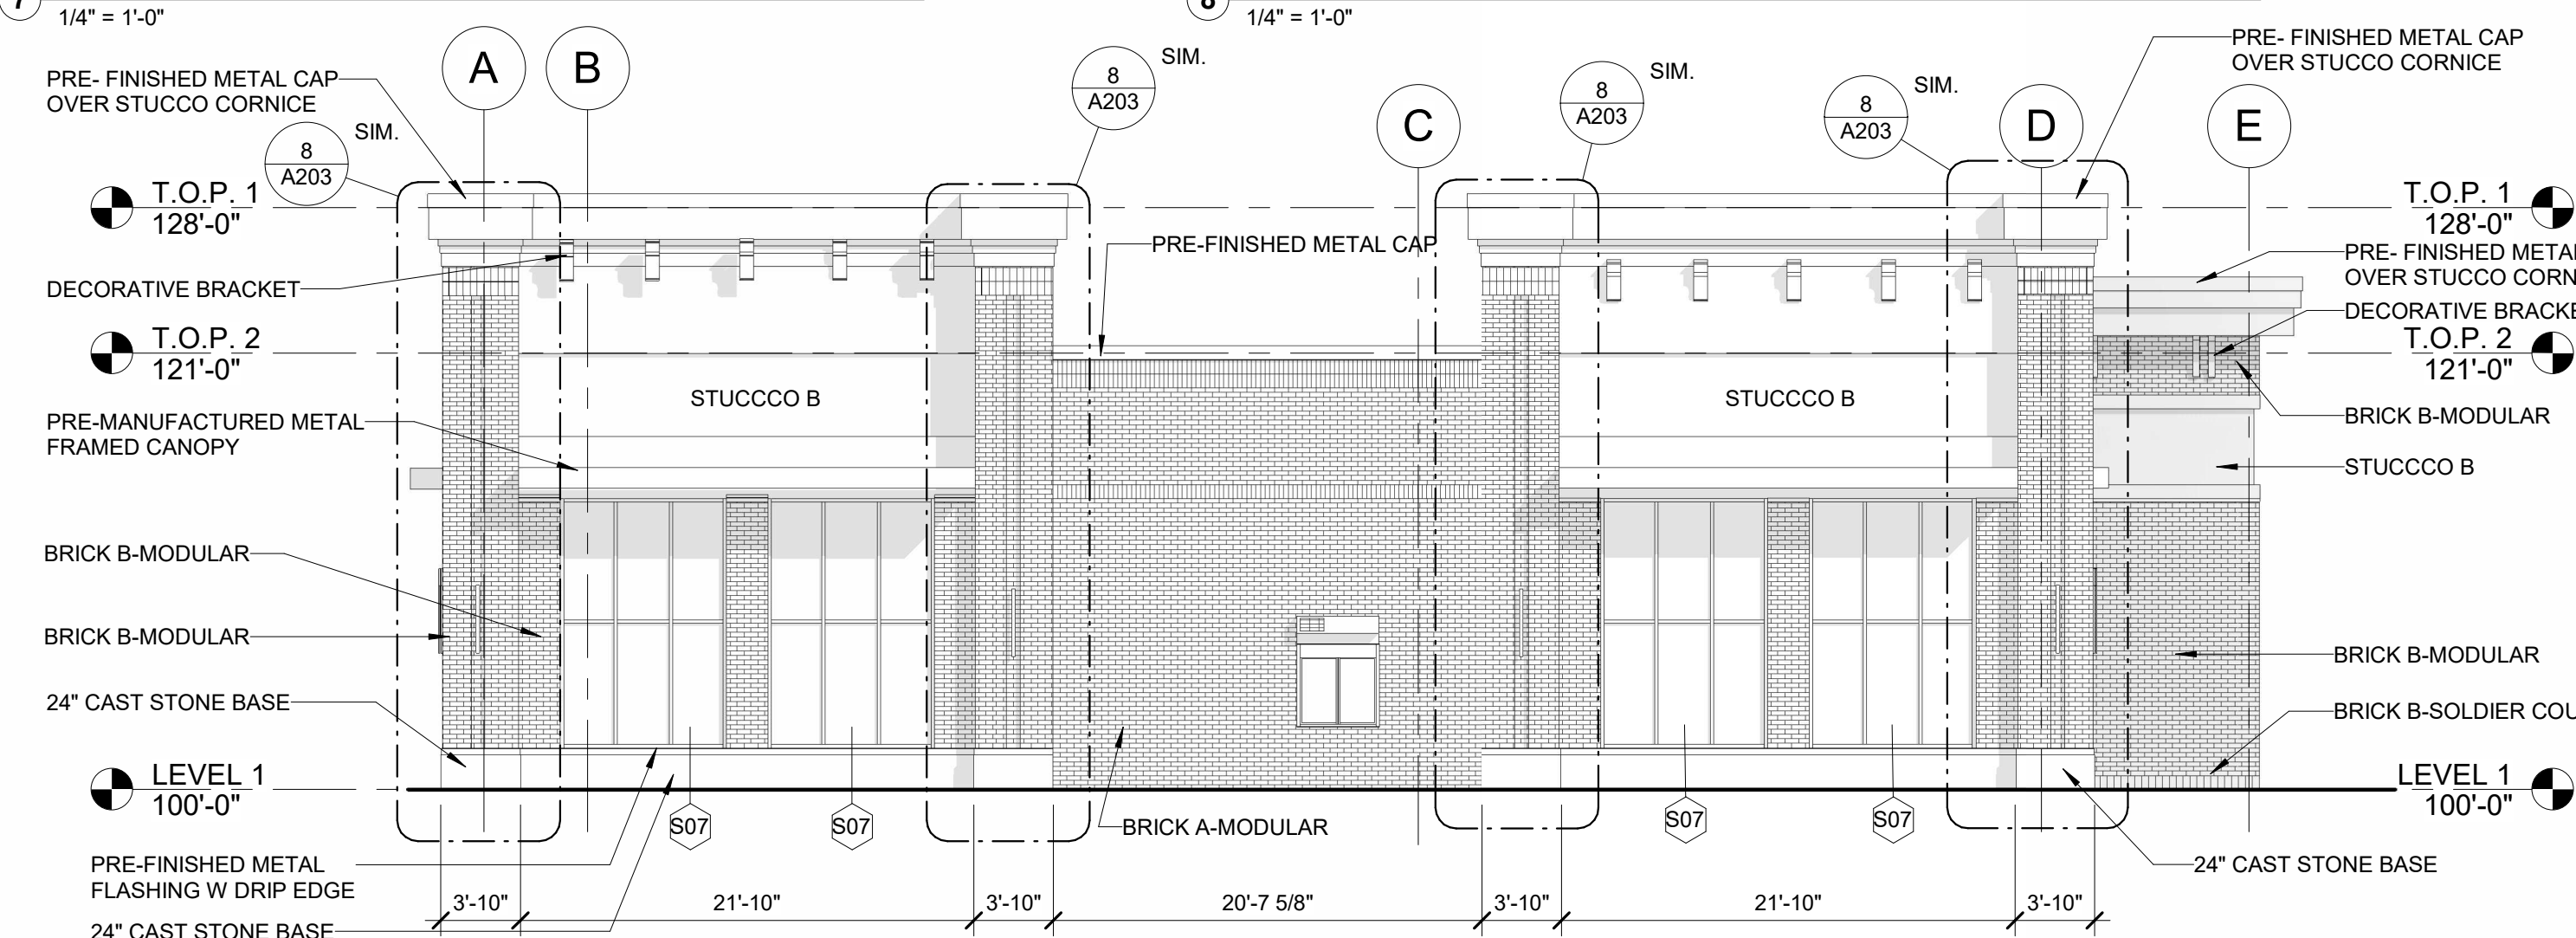 7
1/4" = 1'-0"
8
1/4" = 1'-0"
PRE- FINISHED METAL CAP
OVER STUCCO CORNICE
A
B
8
A203
SIM.
8
A203
SIM.
C
8
A203
SIM.
8
A203
SIM.
D
E
PRE- FINISHED METAL CAP
OVER STUCCO CORNICE
T.O.P. 1
128'-0"
T.O.P. 1
128'-0"
PRE-FINISHED METAL CAP
PRE- FINISHED METAL
OVER STUCCO CORN
DECORATIVE BRACKET
DECORATIVE BRACKE
T.O.P. 2
121'-0"
T.O.P. 2
121'-0"
STUCCCO B
STUCCCO B
BRICK B-MODULAR
PRE-MANUFACTURED METAL
FRAMED CANOPY
STUCCCO B
BRICK B-MODULAR
BRICK B-MODULAR
BRICK B-MODULAR
24" CAST STONE BASE
BRICK B-SOLDIER COU
LEVEL 1
100'-0"
LEVEL 1
100'-0"
S07
S07
BRICK A-MODULAR
S07
S07
PRE-FINISHED METAL
FLASHING W DRIP EDGE
24" CAST STONE BASE
24" CAST STONE BASE
3'-10"
21'-10"
3'-10"
20'-7 5/8"
3'-10"
21'-10"
3'-10"